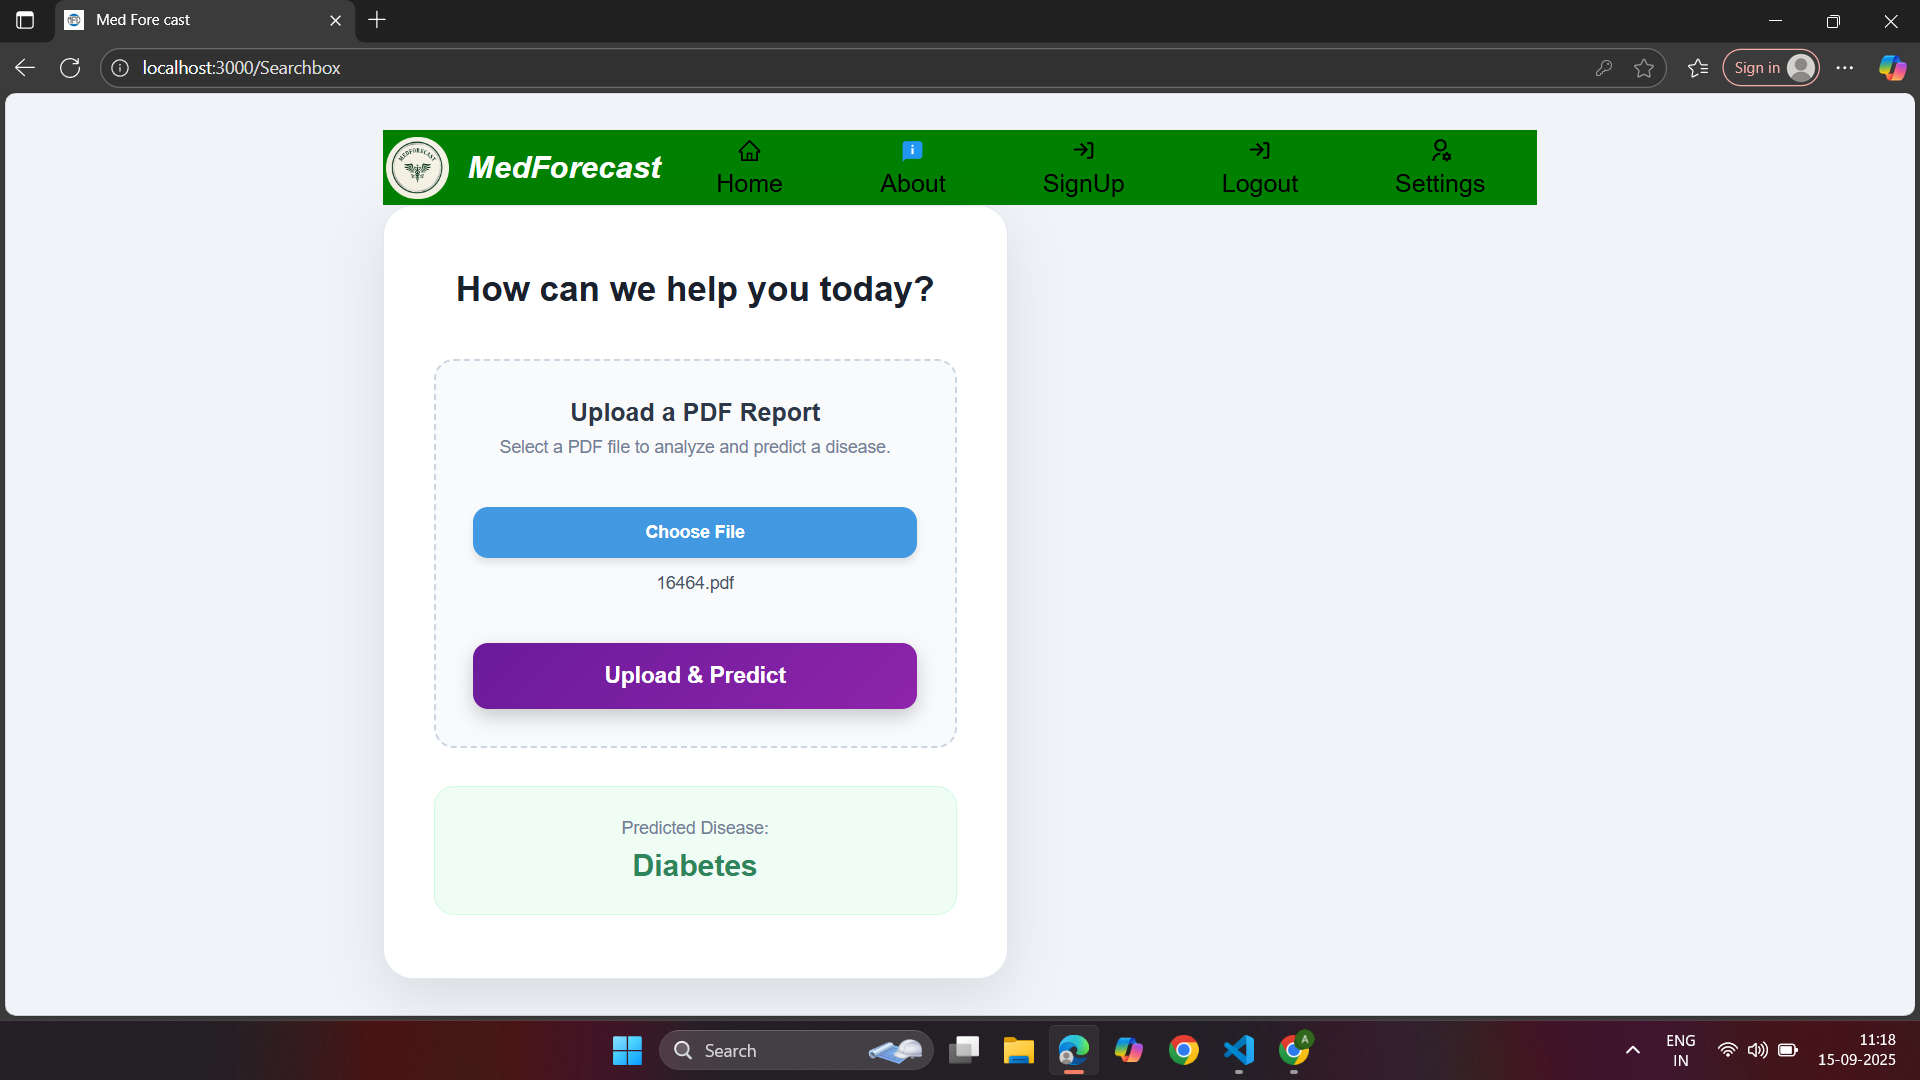 Med Fore cast
localhost:3000/Searchbox
Sign in
MEDFORECAST
MedForecast
Home
About
SignUp
Logout
Settings
How can we help you today?
Upload a PDF Report
Select a PDF file to analyze and predict a disease.
Choose File
16464.pdf
Upload & Predict
Predicted Disease:
Diabetes
Search
A
ENG
IN
11:18
15-09-2025